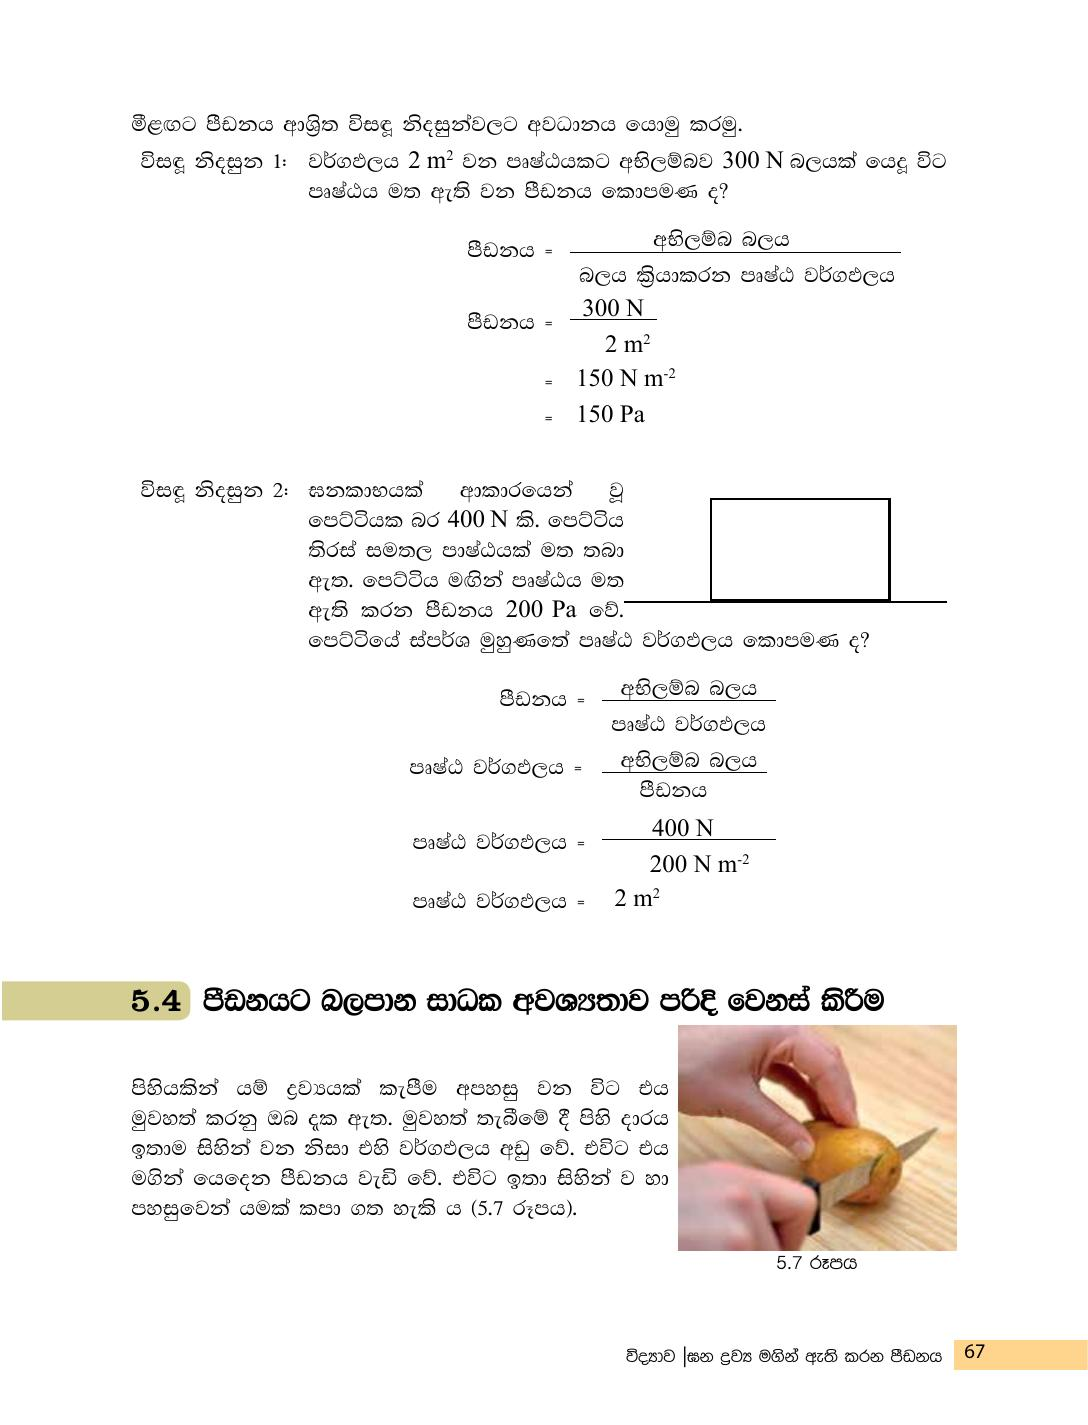 මීළඟට පීඩනය ආශ්‍රිත විසඳූ නිදසුන්වලට අවධානය යොමු කරමු.
විසඳූ නිදසුන 1: වර්ගඵලය 2 m² වන පෘෂ්ඨයකට අභිලම්බව 300 N බලයක් යෙදූ විට
පෘෂ්ඨය මත ඇති වන පීඩනය කොපමණ ද?
පීඩනය = අභිලම්බ බලය
බලය ක්‍රියාකරන පෘෂ්ඨ වර්ගඵලය
පීඩනය = 300 N
2 m²
= 150 N m⁻²
= 150 Pa
විසඳූ නිදසුන 2: ඝනකාභයක් ආකාරයෙන් වූ
පෙට්ටියක බර 400 N කි. පෙට්ටිය
තිරස් සමතල පාෂ්ඨයක් මත තබා
ඇත. පෙට්ටිය මඟින් පෘෂ්ඨය මත
ඇති කරන පීඩනය 200 Pa වේ.
පෙට්ටියේ ස්පර්ශ මුහුණතේ පෘෂ්ඨ වර්ගඵලය කොපමණ ද?
පීඩනය = අභිලම්බ බලය
පෘෂ්ඨ වර්ගඵලය
පෘෂ්ඨ වර්ගඵලය = අභිලම්බ බලය
පීඩනය
පෘෂ්ඨ වර්ගඵලය = 400 N
200 N m⁻²
පෘෂ්ඨ වර්ගඵලය = 2 m²
5.4 පීඩනයට බලපාන සාධක අවශ්‍යතාව පරිදි වෙනස් කිරීම
පිහියකින් යම් ද්‍රව්‍යයක් කැපීම අපහසු වන විට එය
මුවහත් කරනු ඔබ දැක ඇත. මුවහත් තැබීමේ දී පිහි දාරය
ඉතාම සිහින් වන නිසා එහි වර්ගඵලය අඩු වේ. එවිට එය
මගින් යෙදෙන පීඩනය වැඩි වේ. එවිට ඉතා සිහින් ව හා
පහසුවෙන් යමක් කපා ගත හැකි ය (5.7 රූපය).
5.7 රූපය
විද්‍යාව |ඝන ද්‍රව්‍ය මගින් ඇති කරන පීඩනය 67